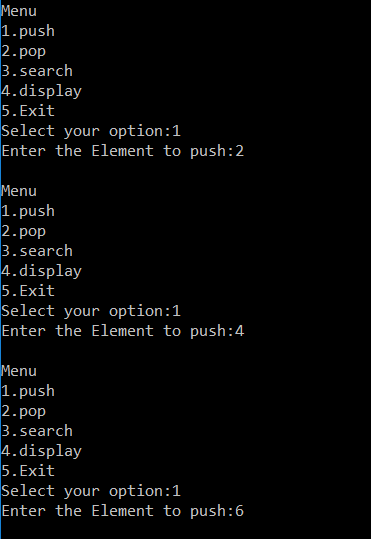 Menu
1.push
2.pop
3.search
4.display
5.Exit
Select your option:1
Enter the Element to push:2
Menu
1.push
2.pop
3.search
4.display
5.Exit
Select your option:1
Enter the Element to push:4
Menu
1.push
2.pop
3.search
4.display
5.Exit
Select your option:1
Enter the Element to push:6